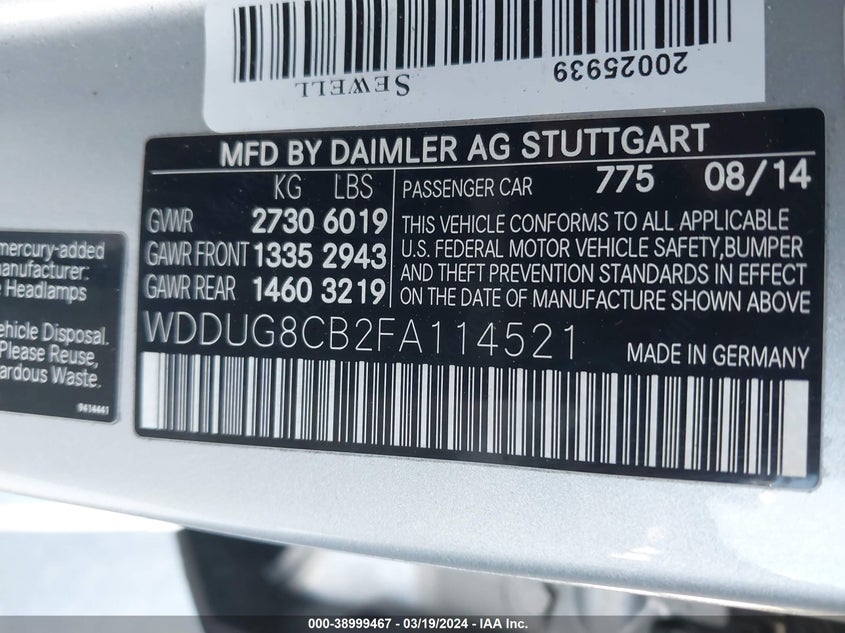 SEWELL
20025939
MFD BY DAIMLER AG STUTTGART
KG LBS
GVWR 2730 6019
GAWR FRONT 1335 2943
GAWR REAR 1460 3219
PASSENGER CAR 775 08/14
THIS VEHICLE CONFORMS TO ALL APPLICABLE
U.S. FEDERAL MOTOR VEHICLE SAFETY,BUMPER
AND THEFT PREVENTION STANDARDS IN EFFECT
ON THE DATE OF MANUFACTURE SHOWN ABOVE
WDDUG8CB2FA114521
MADE IN GERMANY
mercury-added
manufacturer:
Headlamps
Vehicle Disposal.
Please Reuse,
Hazardous Waste.
9414441
000-38999467 - 03/19/2024 - IAA Inc.